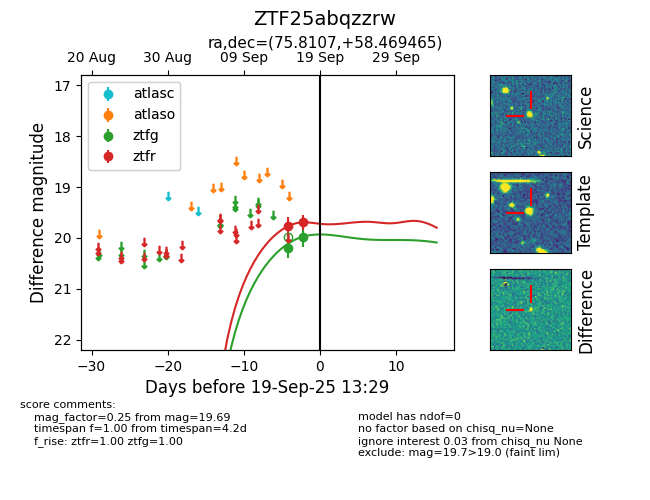 ZTF25abqzzrw
ra,dec=(75.8107,+58.469465)
20 Aug 30 Aug 09 Sep 19 Sep 29 Sep
atlasc
atlaso
ztfg
ztfr
17
18
19
20
21
22
Difference magnitude
−30 −20 −10 0 10
Days before 19-Sep-25 13:29
Science
Template
Difference
score comments:
mag_factor=0.25 from mag=19.69
timespan f=1.00 from timespan=4.2d
f_rise: ztfr=1.00 ztfg=1.00
model has ndof=0
no factor based on chisq_nu=None
ignore interest 0.03 from chisq_nu None
exclude: mag=19.7>19.0 (faint lim)